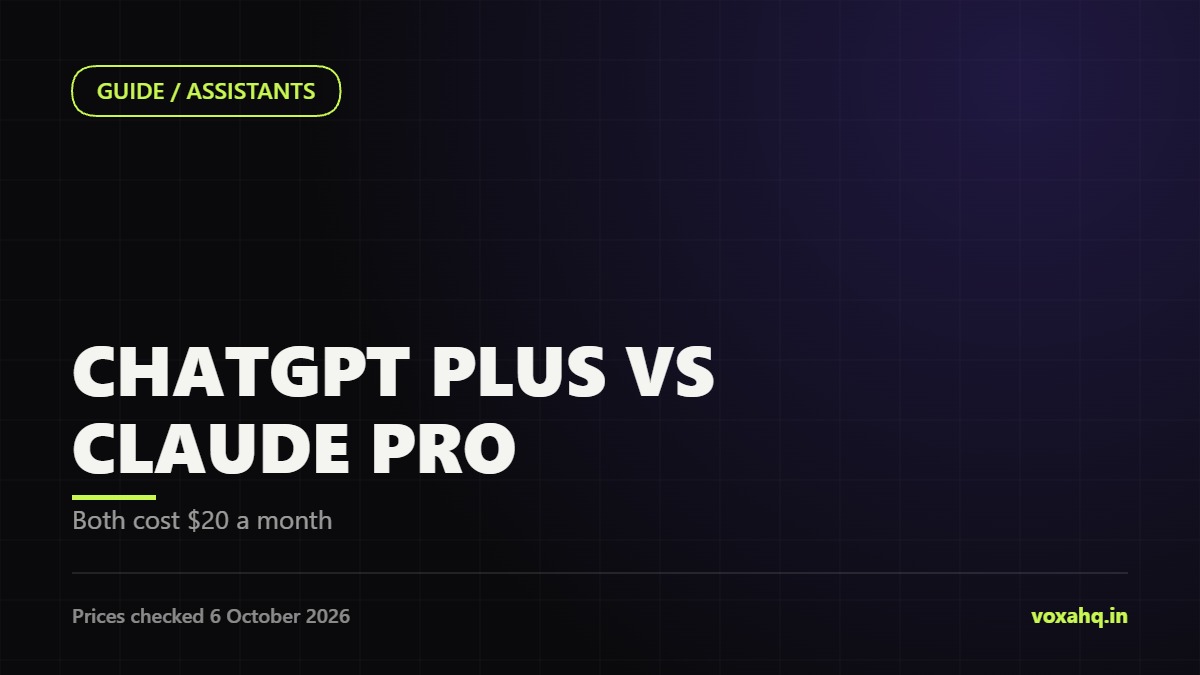 GUIDE / ASSISTANTS
CHATGPT PLUS VS
CLAUDE PRO
Both cost $20 a month
Prices checked 6 October 2026
voxahq.in